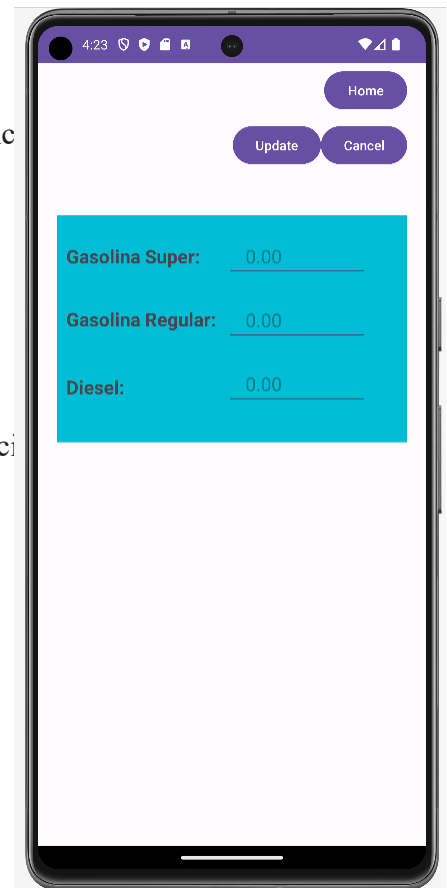 4:23
Home
Update Cancel
Gasolina Super: 0.00
Gasolina Regular: 0.00
Diesel: 0.00